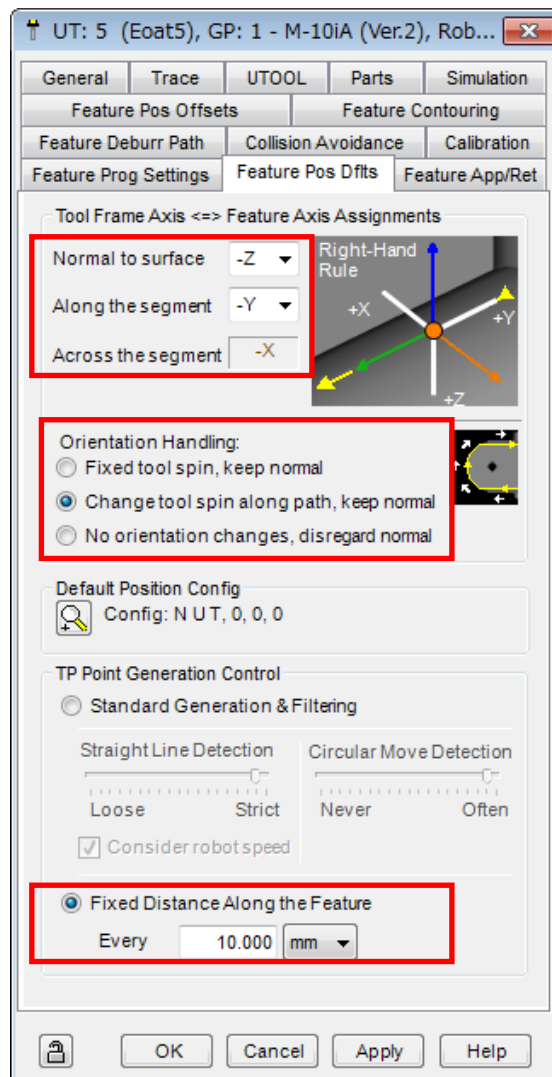 UT: 5 (Eoat5), GP: 1 - M-10iA (Ver.2), Rob...
General Trace UTOOL Parts Simulation
Feature Pos Offsets Feature Contouring
Feature Deburr Path Collision Avoidance Calibration
Feature Prog Settings Feature Pos Dflts Feature App/Ret
Tool Frame Axis <=> Feature Axis Assignments
Normal to surface -Z
Along the segment -Y
Across the segment -X
Right-Hand
Rule
+X
+Y
+Z
Orientation Handling:
Fixed tool spin, keep normal
Change tool spin along path, keep normal
No orientation changes, disregard normal
Default Position Config
Config: N U T, 0, 0, 0
TP Point Generation Control
Standard Generation & Filtering
Straight Line Detection Circular Move Detection
Loose Strict Never Often
Consider robot speed
Fixed Distance Along the Feature
Every 10.000 mm
OK Cancel Apply Help